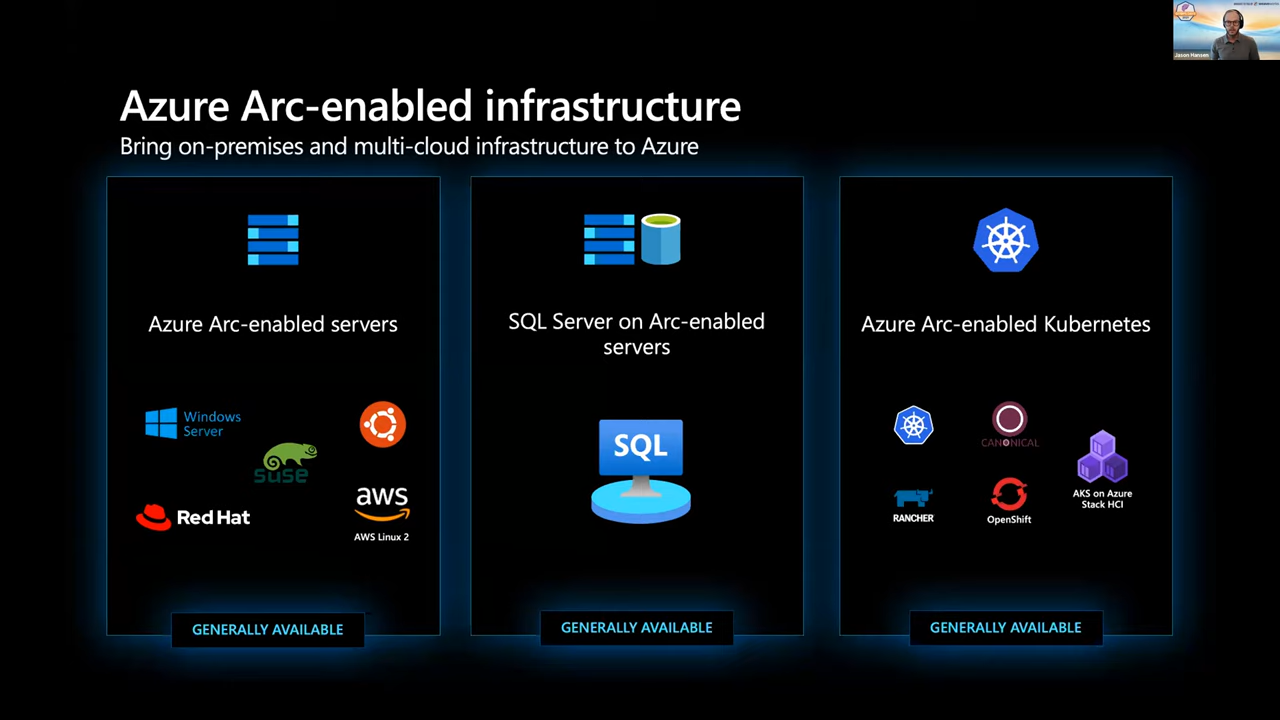 Azure Arc-enabled infrastructure
Bring on-premises and multi-cloud infrastructure to Azure
Azure Arc-enabled servers
Windows
Server
suse
Red Hat
aws
AWS Linux 2
GENERALLY AVAILABLE
SQL Server on Arc-enabled
servers
SQL
GENERALLY AVAILABLE
Azure Arc-enabled Kubernetes
CANONICAL
RANCHER
OpenShift
AKS on Azure
Stack HCI
GENERALLY AVAILABLE
Jason Hansen